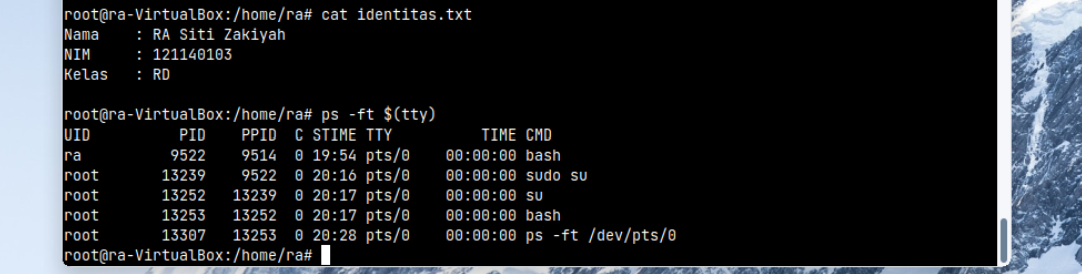 root@ra-VirtualBox:/home/ra# cat identitas.txt
Nama    : RA Siti Zakiyah
NIM     : 121140103
Kelas   : RD
root@ra-VirtualBox:/home/ra# ps -ft $(tty)
UID          PID    PPID  C STIME TTY          TIME CMD
ra          9522    9514  0 19:54 pts/0    00:00:00 bash
root       13239    9522  0 20:16 pts/0    00:00:00 sudo su
root       13252   13239  0 20:17 pts/0    00:00:00 su
root       13253   13252  0 20:17 pts/0    00:00:00 bash
root       13307   13253  0 20:28 pts/0    00:00:00 ps -ft /dev/pts/0
root@ra-VirtualBox:/home/ra#